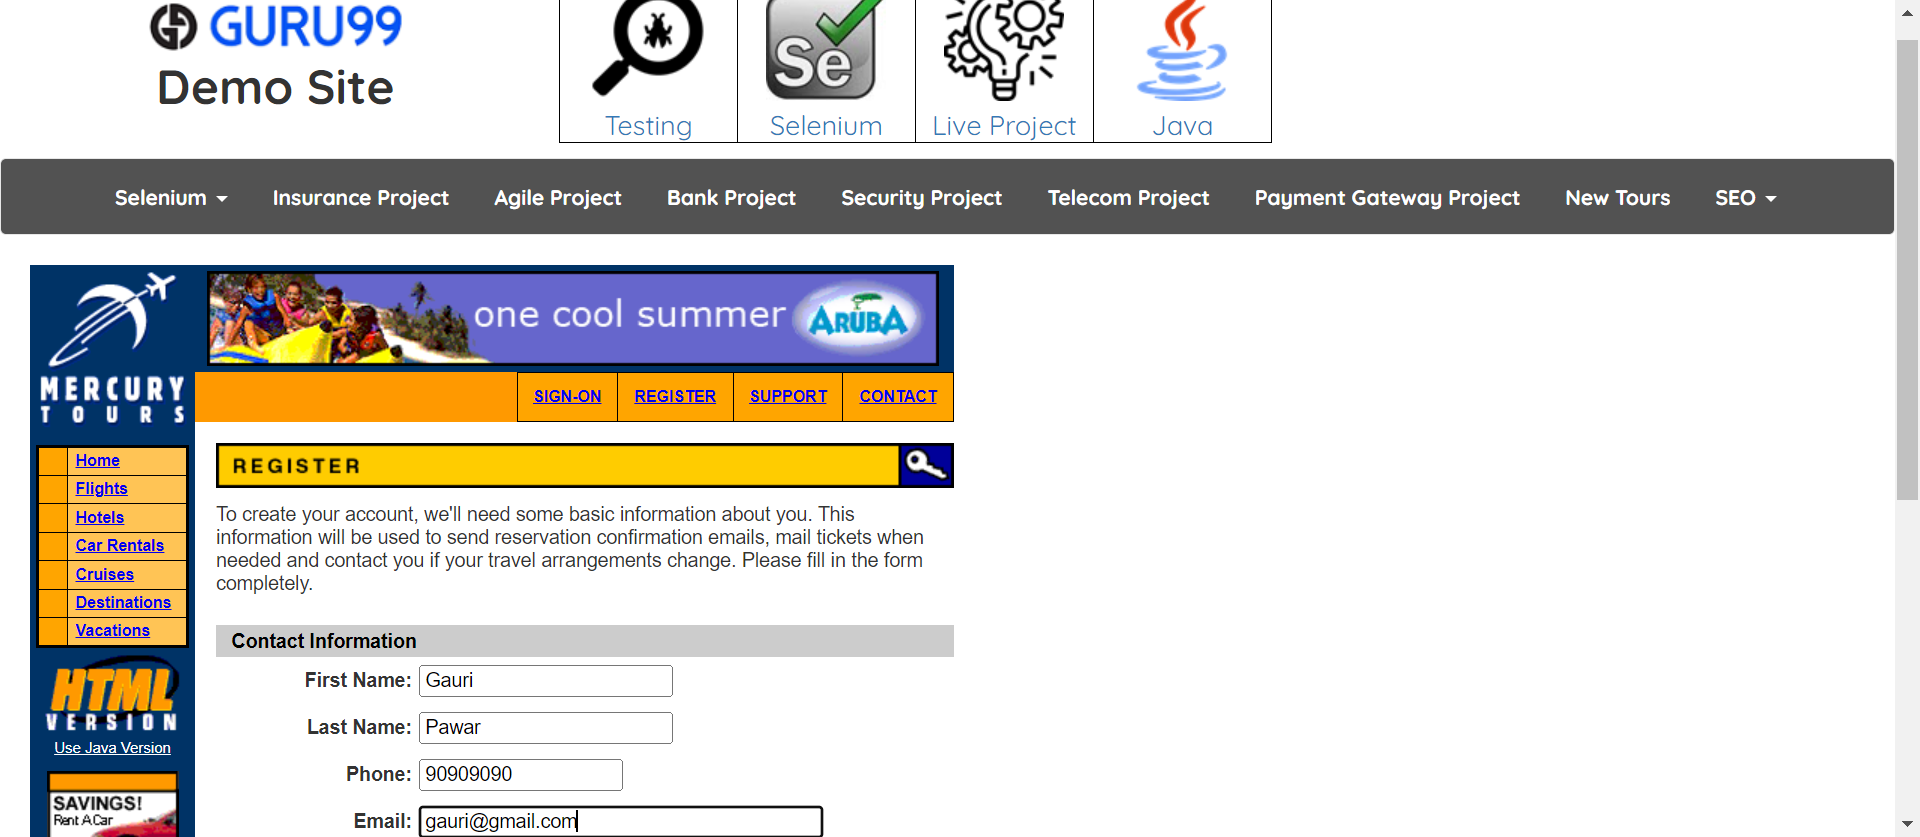 GURU99
Demo Site
Se
Testing
Selenium
Live Project
Java
Selenium
Insurance Project
Agile Project
Bank Project
Security Project
Telecom Project
Payment Gateway Project
New Tours
SEO
one cool summer
ARUBA
MERCURY
TOURS
SIGN-ON
REGISTER
SUPPORT
CONTACT
Home
Flights
Hotels
Car Rentals
Cruises
Destinations
Vacations
HTML
VERSION
Use Java Version
SAVINGS!
Rent A Car
REGISTER
To create your account, we'll need some basic information about you. This
information will be used to send reservation confirmation emails, mail tickets when
needed and contact you if your travel arrangements change. Please fill in the form
completely.
Contact Information
First Name: Gauri
Last Name: Pawar
Phone: 90909090
Email: gauri@gmail.com